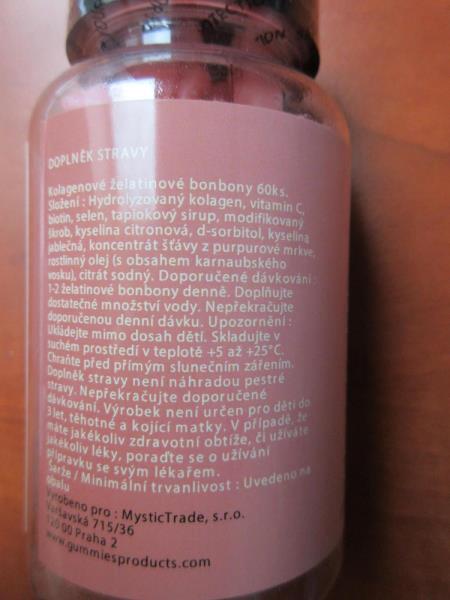 DOPLNĚK STRAVY
Kolagenové želatinové bonbony 60ks.
Složení : Hydrolyzovaný kolagen, vitamin C,
biotin, selen, tapiokový sirup, modifikovaný
škrob, kyselina citronová, d-sorbitol, kyselina
jablečná, koncentrát šťávy z purpurové mrkve,
rostlinný olej (s obsahem karnaubského
vosku), citrát sodný. Doporučené dávkování :
1-2 želatinové bonbony denně. Doplňujte
dostatečné množství vody. Nepřekračujte
doporučenou denní dávku. Upozornění :
Ukládejte mimo dosah dětí. Skladujte v
suchém prostředí v teplotě +5 až +25°C.
Chraňte před přímým slunečním zářením.
Doplněk stravy není náhradou pestré
stravy. Nepřekračujte doporučené
dávkování. Výrobek není určen pro děti do
3 let, těhotné a kojící matky. V případě, že
máte jakékoliv zdravotní obtíže, či užíváte
jakékoliv léky, poraďte se o užívání
přípravku se svým lékařem.
Šarže / Minimální trvanlivost : Uvedeno na
obalu
Vyrobeno pro : MysticTrade, s.r.o.
Varšavská 715/36
120 00 Praha 2
www.gummiesproducts.com